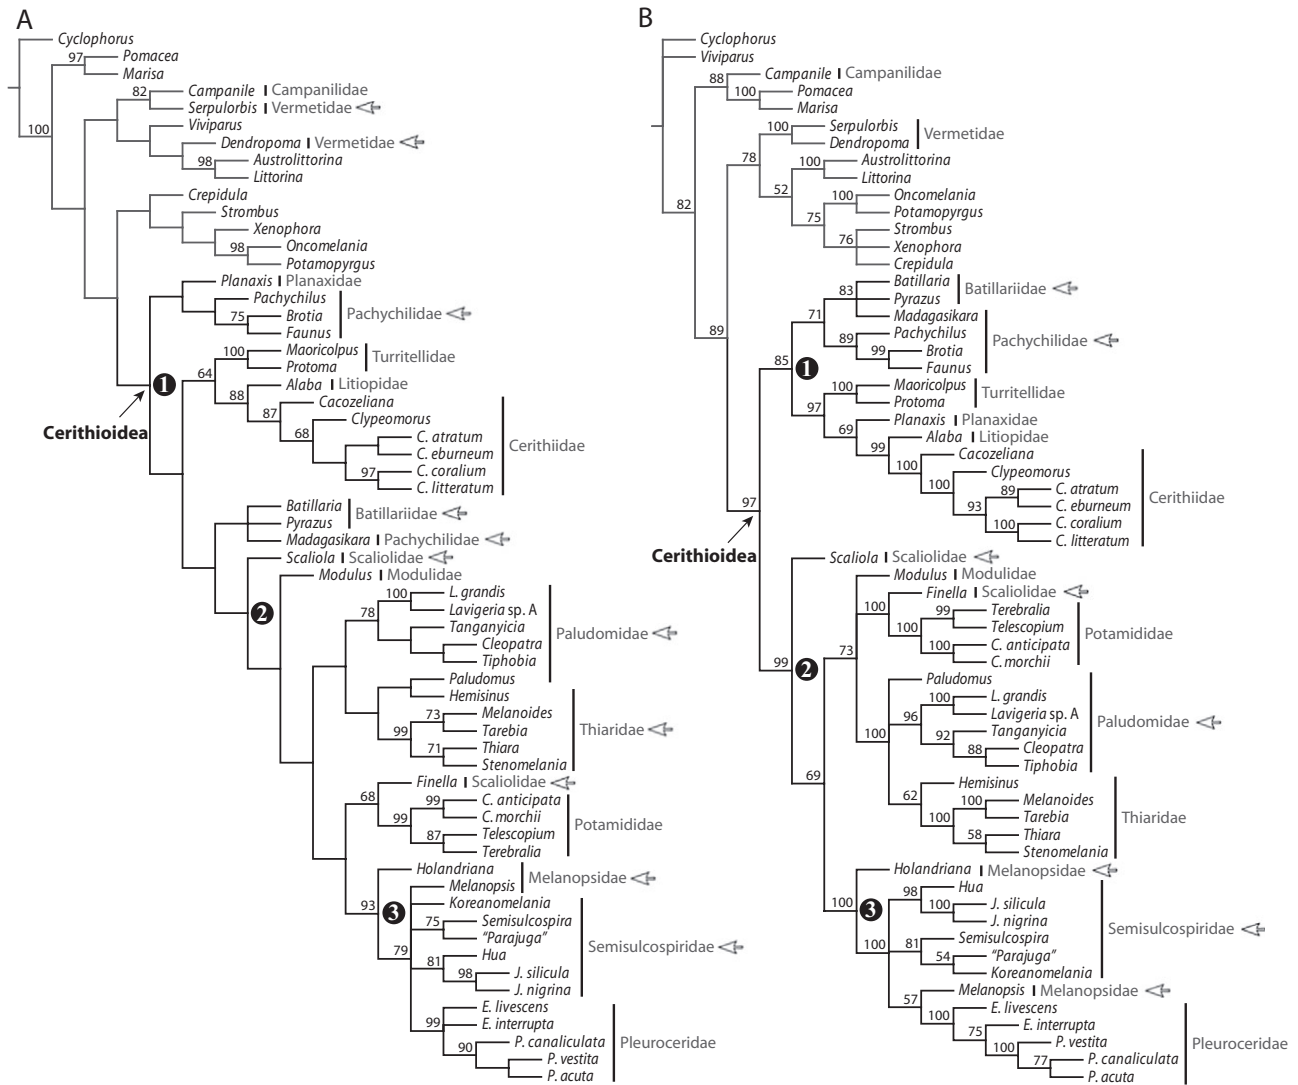 A
Cyclophorus
97 Pomacea
Marisa
82 Campanile Campanilidae
Serpulorbis Vermetidae
100 Viviparus
Dendropoma Vermetidae
98 Austrolittorina
Littorina
Crepidula
Strombus
Xenophora
98 Oncomelania
Potamopyrgus
Planaxis Planaxidae
Pachychilus
75 Brotia Pachychilidae
Faunus
100 Maoricolpus
Protoma Turritellidae
64
1
88 Alaba Litiopidae
87 Cacozeliana
68 Clypeomorus
Cerithioidea
C. atratum
C. eburneum Cerithiidae
97 C. coralium
C. litteratum
Batillaria
Pyrazus Batillariidae
Madagasikara Pachychilidae
Scaliola Scaliolidae
Modulus Modulidae
2
100 L. grandis
78 Lavigeria sp. A
Tanganyicia Paludomidae
Cleopatra
Tiphobia
Paludomus
Hemisinus
73 Melanoides
99 Tarebia Thiaridae
71 Thiara
Stenomelania
68 Finella Scaliolidae
99 C. anticipata
99 C. morchii
87 Telescopium Potamididae
Terebralia
Holandriana
Melanopsis Melanopsidae
93 3
Koreanomelania
75 Semisulcospira
"Parajuga"
79 Semisulcospiridae
81 Hua
98 J. silicula
J. nigrina
E. livescens
99 E. interrupta
90 P. canaliculata Pleuroceridae
P. vestita
P. acuta
B
Cyclophorus
Viviparus
88 Campanile Campanilidae
100 Pomacea
Marisa
100 Serpulorbis
Dendropoma Vermetidae
78
100 Austrolittorina
Littorina
52
100 Oncomelania
82 Potamopyrgus
75
76 Strombus
Xenophora
Crepidula
83 Batillaria
Pyrazus Batillariidae
71 Madagasikara
89 89 Pachychilus
99 Brotia Pachychilidae
Faunus
85 1
100 Maoricolpus
Protoma Turritellidae
97
69 Planaxis Planaxidae
99 Alaba Litiopidae
100 Cacozeliana
100 Clypeomorus
89 C. atratum
93 C. eburneum Cerithiidae
100 C. coralium
C. litteratum
97
Cerithioidea
Scaliola Scaliolidae
Modulus Modulidae
100 Finella Scaliolidae
99 Terebralia
100 Telescopium Potamididae
100 C. anticipata
C. morchii
73
99 2
Paludomus
100 L. grandis
96 Lavigeria sp. A
92 Tanganyicia Paludomidae
88 Cleopatra
Tiphobia
100
69
62 Hemisinus
100 Melanoides
100 Tarebia Thiaridae
58 Thiara
Stenomelania
Holandriana Melanopsidae
98 Hua
100 J. silicula
J. nigrina
100 3
Semisulcospiridae
100
81 Semisulcospira
54 "Parajuga"
Koreanomelania
57 Melanopsis Melanopsidae
100 E. livescens
75 E. interrupta
100 P. vestita Pleuroceridae
77 P. canaliculata
P. acuta